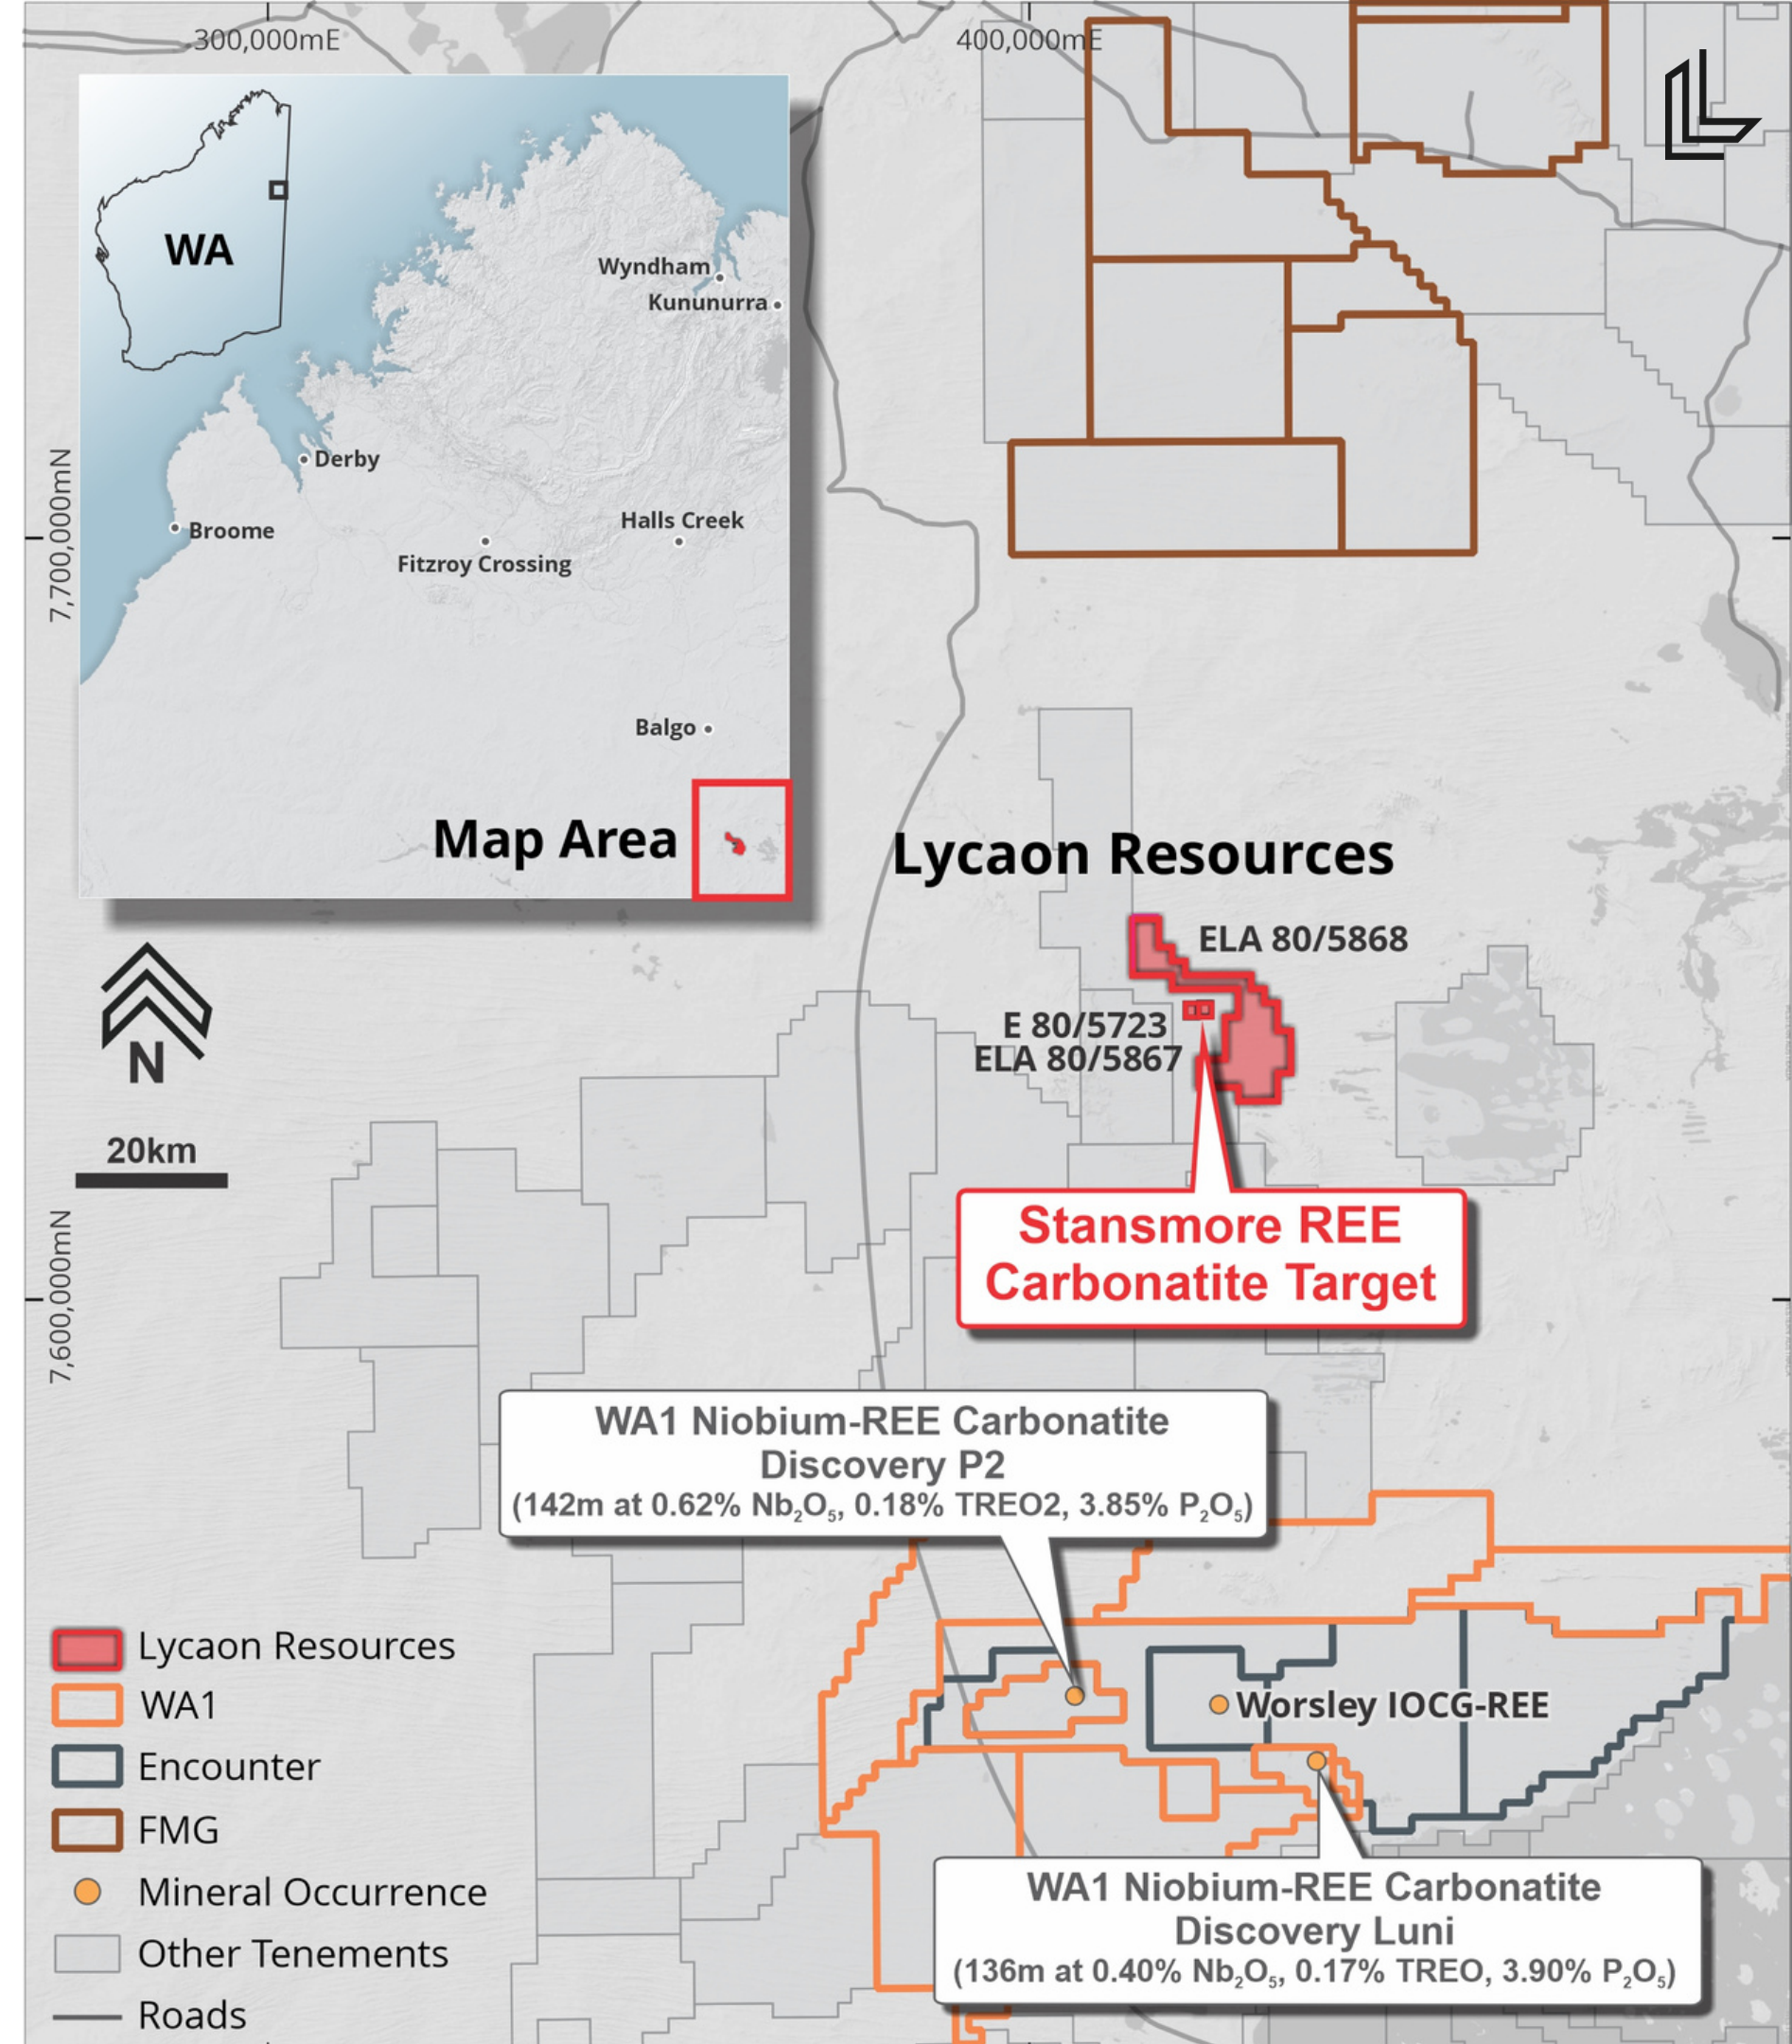 300,000mE
400,000mE
WA
Wyndham
Kununurra
Derby
Broome
Halls Creek
Fitzroy Crossing
Balgo
Map Area
7,700,000mN
Lycaon Resources
ELA 80/5868
E 80/5723
ELA 80/5867
N
20km
7,600,000mN
Stansmore REE
Carbonatite Target
WA1 Niobium-REE Carbonatite
Discovery P2
(142m at 0.62% Nb₂O₅, 0.18% TREO2, 3.85% P₂O₅)
Worsley IOCG-REE
WA1 Niobium-REE Carbonatite
Discovery Luni
(136m at 0.40% Nb₂O₅, 0.17% TREO, 3.90% P₂O₅)
Lycaon Resources
WA1
Encounter
FMG
Mineral Occurrence
Other Tenements
Roads